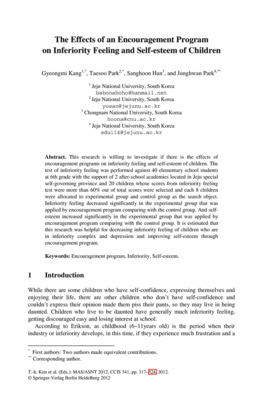 The Effects of an Encouragement Program
on Inferiority Feeling and Self-esteem of Children
Gyeongmi Kang1,*, Taesoo Park2,*, Sanghoon Han3, and Junghwan Park4,**
1 Jeju National University, South Korea
babonohoho@hanmail.net
2 Jeju National University, South Korea
yosao@jejunu.ac.kr
3 Chongnam National University, South Korea
hoons@cnu.ac.kr
4 Jeju National University, South Korea
edu114@jejunu.ac.kr
Abstract. This research is willing to investigate if there is the effects of
encouragement programs on inferiority feeling and self-esteem of children. The
test of inferiority feeling was performed against 40 elementary school students
at 6th grade with the support of 2 after-school academies located in Jeju special
self-governing province and 20 children whose scores from inferiority feeling
test were more than 60% out of total scores were selected and each 8 children
were allocated to experimental group and control group as the search object.
Inferiority feeling decreased significantly in the experimental group that was
applied by encouragement program comparing with the control group. And self-
esteem increased significantly in the experimental group that was applied by
encouragement program comparing with the control group. It is estimated that
this research was helpful for decreasing inferiority feeling of children who are
in inferiority complex and depression and improving self-esteem through
encouragement program.
Keywords: Encouragement program, Inferiority, Self-esteem.
1 Introduction
While there are some children who have self-confidence, expressing themselves and
enjoying their life, there are other children who don't have self-confidence and
couldn't express their opinion made them piss their pants, so they may live in being
daunted. Children who live to be daunted have generally much inferiority feeling,
getting discouraged easy and losing interest at school.
According to Erikson, as childhood (6~11years old) is the period when their
industry or inferiority develops, in this time, if they experience much frustration and a
* First authors: Two authors made equivalent contributions.
** Corresponding author.
T.-h. Kim et al. (Eds.): MAS/ASNT 2012, CCIS 341, pp. 317–324, 2012.
© Springer-Verlag Berlin Heidelberg 2012